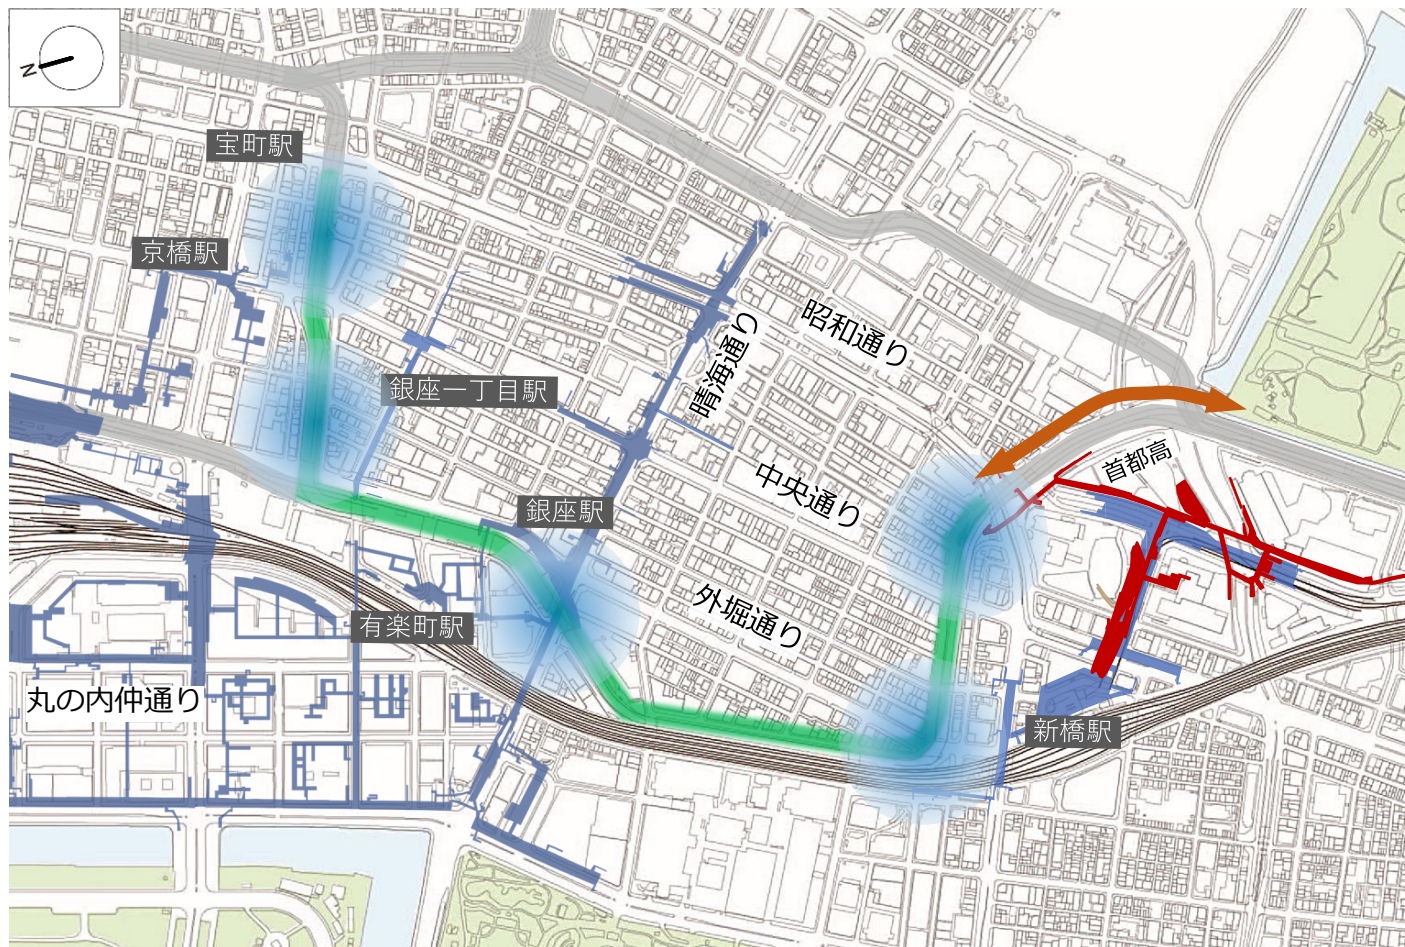 N
宝町駅
京橋駅
昭和通り
晴海通り
銀座一丁目駅
首都高
中央通り
銀座駅
外堀通り
有楽町駅
丸の内仲通り
新橋駅